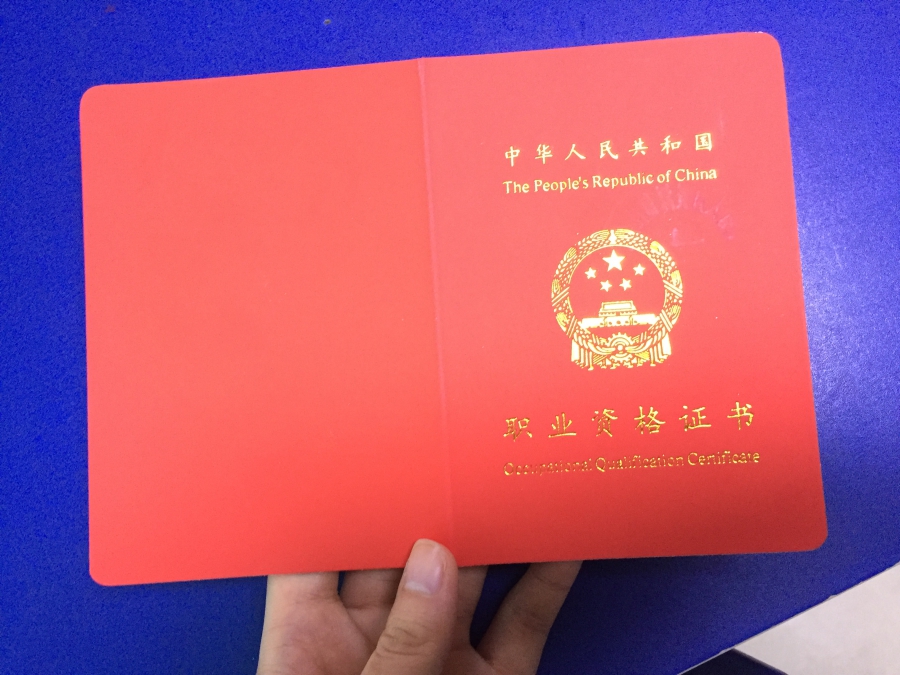 中华人民共和国
The People's Republic of China
职业资格证书
Occupational Qualification Certificate